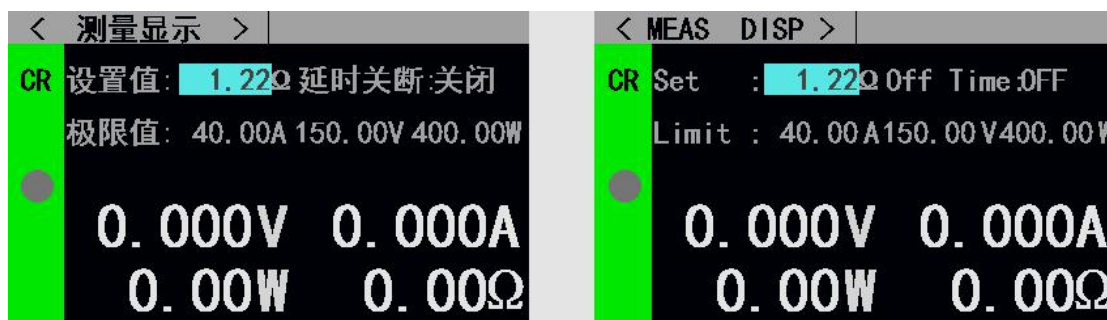 < 测量显示 >
CR 设置值: 1.22Ω 延时关断:关闭
极限值: 40.00A 150.00V 400.00W
0.000V 0.000A
0.00W 0.00Ω
< MEAS DISP >
CR Set : 1.22Ω Off Time:OFF
Limit : 40.00A 150.00V 400.00W
0.000V 0.000A
0.00W 0.00Ω